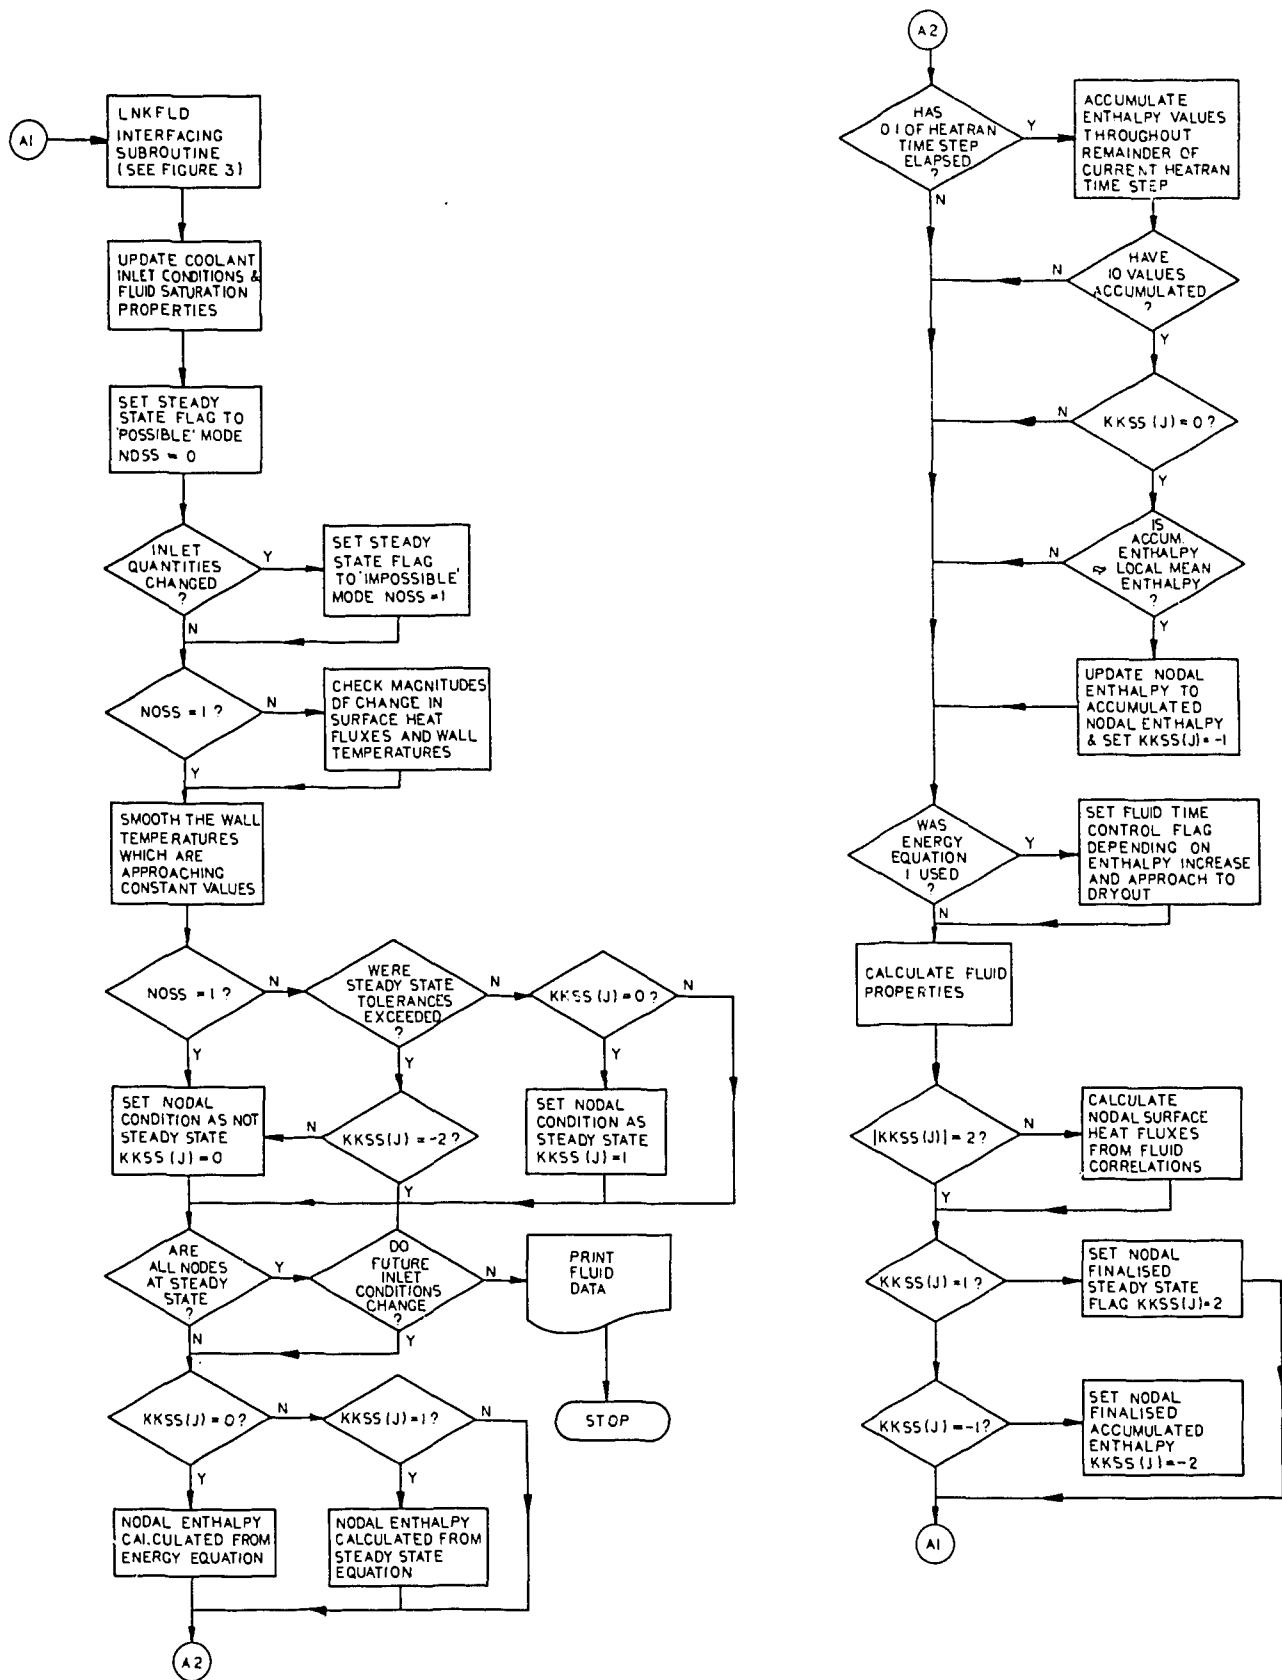 A1
LNKFLD
INTERFACING
SUBROUTINE
(SEE FIGURE 3)
UPDATE COOLANT
INLET CONDITIONS &
FLUID SATURATION
PROPERTIES
SET STEADY
STATE FLAG TO
'POSSIBLE' MODE
NOSS = 0
INLET
QUANTITIES
CHANGED
?
Y
N
SET STEADY
STATE FLAG
TO 'IMPOSSIBLE'
MODE NOSS = 1
NOSS = 1 ?
N
Y
CHECK MAGNITUDES
OF CHANGE IN
SURFACE HEAT
FLUXES AND WALL
TEMPERATURES
SMOOTH THE WALL
TEMPERATURES
WHICH ARE
APPROACHING
CONSTANT VALUES
NOSS = 1 ?
N
Y
WERE
STEADY STATE
TOLERANCES
EXCEEDED
?
N
Y
KKSS (J) = 0 ?
N
Y
SET NODAL
CONDITION AS NOT
STEADY STATE
KKSS (J) = 0
N
KKSS(J) = -2 ?
Y
SET NODAL
CONDITION AS
STEADY STATE
KKSS (J) = 1
ARE
ALL NODES
AT STEADY
STATE
?
Y
N
DO
FUTURE
INLET
CONDITIONS
CHANGE
?
N
Y
PRINT
FLUID
DATA
STOP
KKSS(J) = 0 ?
N
Y
KKSS(J) = 1 ?
N
Y
NODAL ENTHALPY
CALCULATED FROM
ENERGY EQUATION
NODAL ENTHALPY
CALCULATED FROM
STEADY STATE
EQUATION
A2
A2
HAS
0 1 OF HEATRAN
TIME STEP
ELAPSED
?
Y
N
ACCUMULATE
ENTHALPY VALUES
THROUGHOUT
REMAINDER OF
CURRENT HEATRAN
TIME STEP
HAVE
10 VALUES
ACCUMULATED
?
N
Y
KKSS (J) = 0 ?
N
Y
IS
ACCUM.
ENTHALPY
≏ LOCAL MEAN
ENTHALPY
?
N
Y
UPDATE NODAL
ENTHALPY TO
ACCUMULATED
NODAL ENTHALPY
& SET KKSS(J) = -1
WAS
ENERGY
EQUATION
1 USED
?
Y
N
SET FLUID TIME
CONTROL FLAG
DEPENDING ON
ENTHALPY INCREASE
AND APPROACH TO
DRYOUT
CALCULATE FLUID
PROPERTIES
|KKSS(J)| = 2 ?
N
Y
CALCULATE
NODAL SURFACE
HEAT FLUXES
FROM FLUID
CORRELATIONS
KKSS(J) = 1 ?
SET NODAL
FINALISED
STEADY STATE
FLAG KKSS(J)=2
KKSS(J) = -1?
SET NODAL
FINALISED
ACCUMULATED
ENTHALPY
KKSS(J) = -2
A1